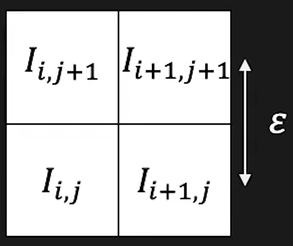 I_{i,j+1} I_{i+1,j+1}
ε
I_{i,j} I_{i+1,j}